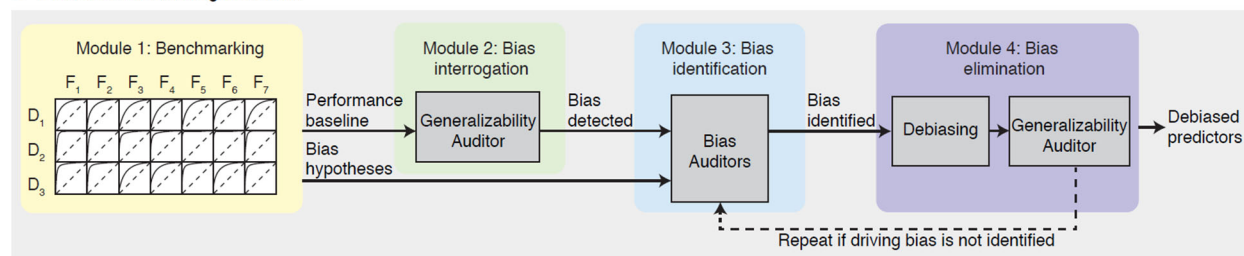 Module 1: Benchmarking
F1 F2 F3 F4 F5 F6 F7
D1
D2
D3
Performance
baseline
Bias
hypotheses
Module 2: Bias
interrogation
Generalizability
Auditor
Bias
detected
Module 3: Bias
identification
Bias
Auditors
Bias
identified
Module 4: Bias
elimination
Debiasing
Generalizability
Auditor
Debiased
predictors
Repeat if driving bias is not identified